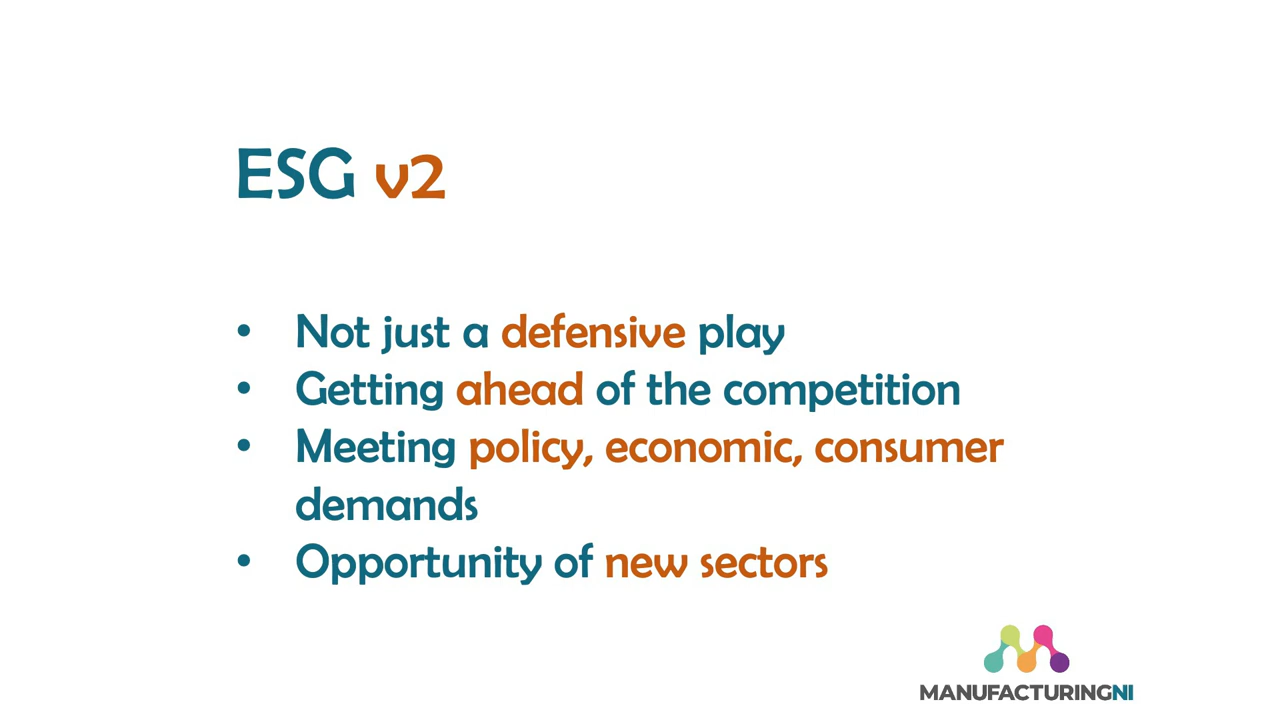 ESG v2
• Not just a defensive play
• Getting ahead of the competition
• Meeting policy, economic, consumer
demands
• Opportunity of new sectors
MANUFACTURINGNI